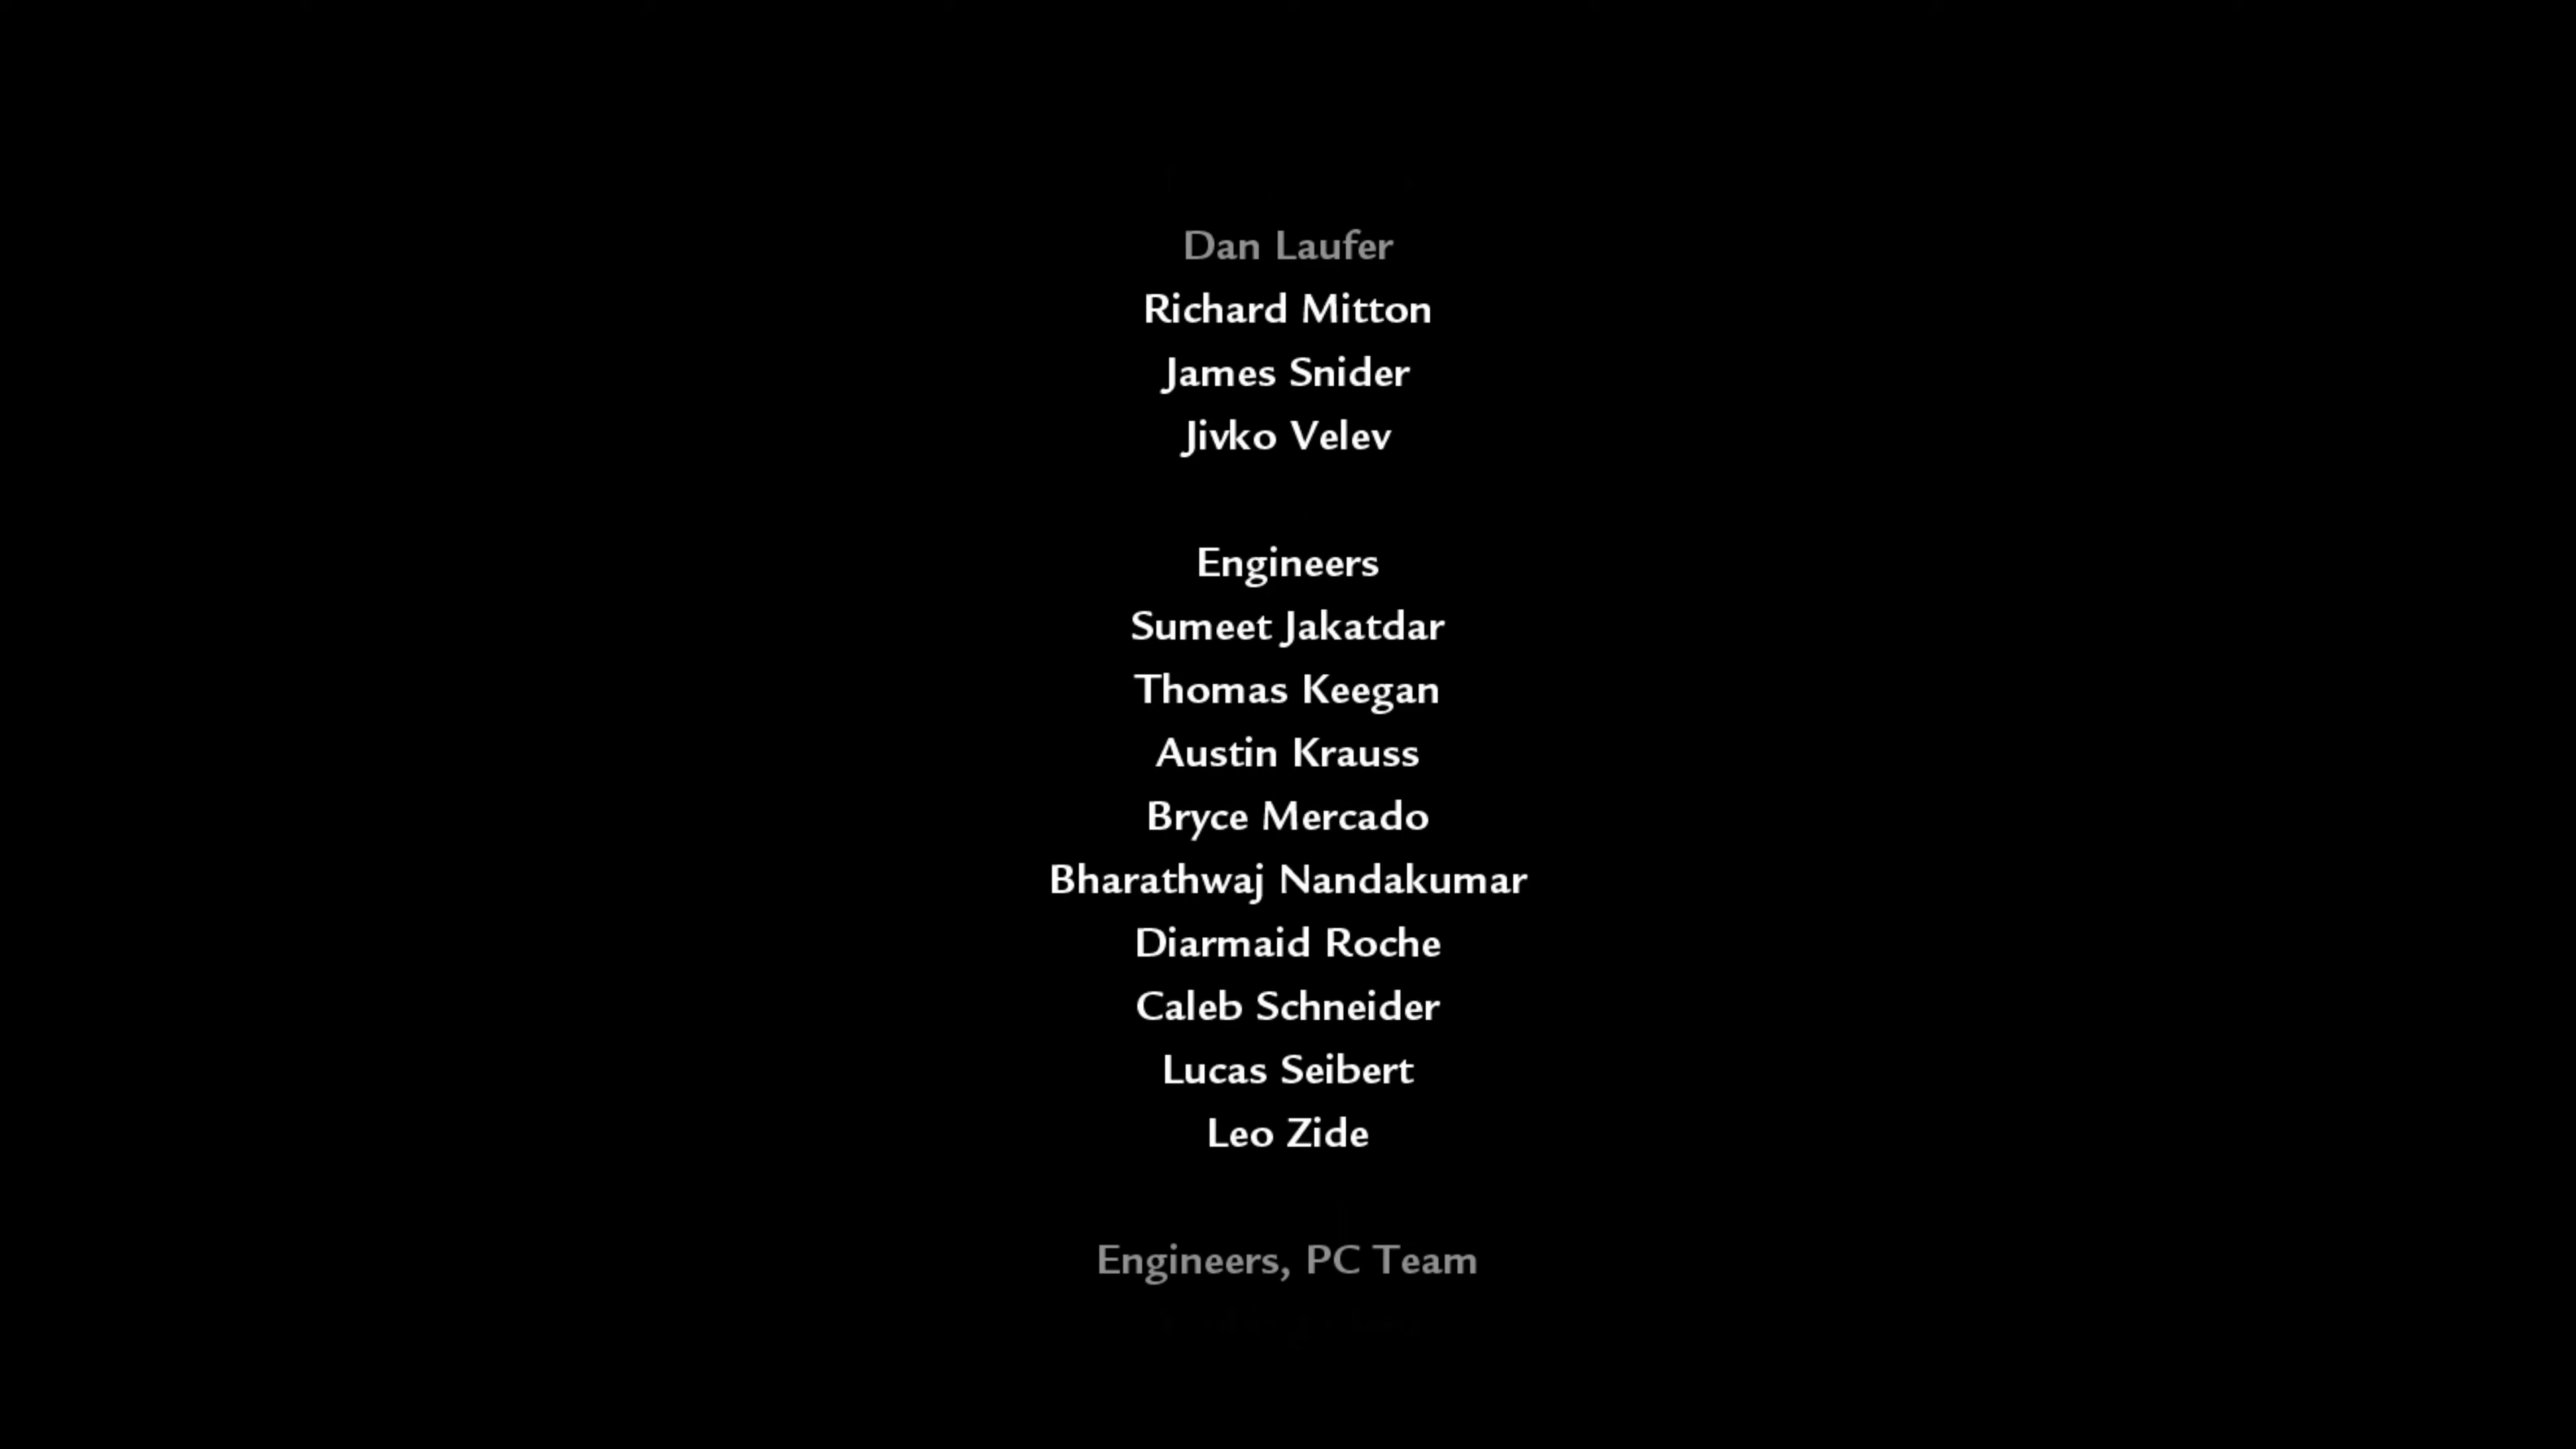 Dan Laufer
Richard Mitton
James Snider
Jivko Velev
Engineers
Sumeet Jakatdar
Thomas Keegan
Austin Krauss
Bryce Mercado
Bharathwaj Nandakumar
Diarmaid Roche
Caleb Schneider
Lucas Seibert
Leo Zide
Engineers, PC Team